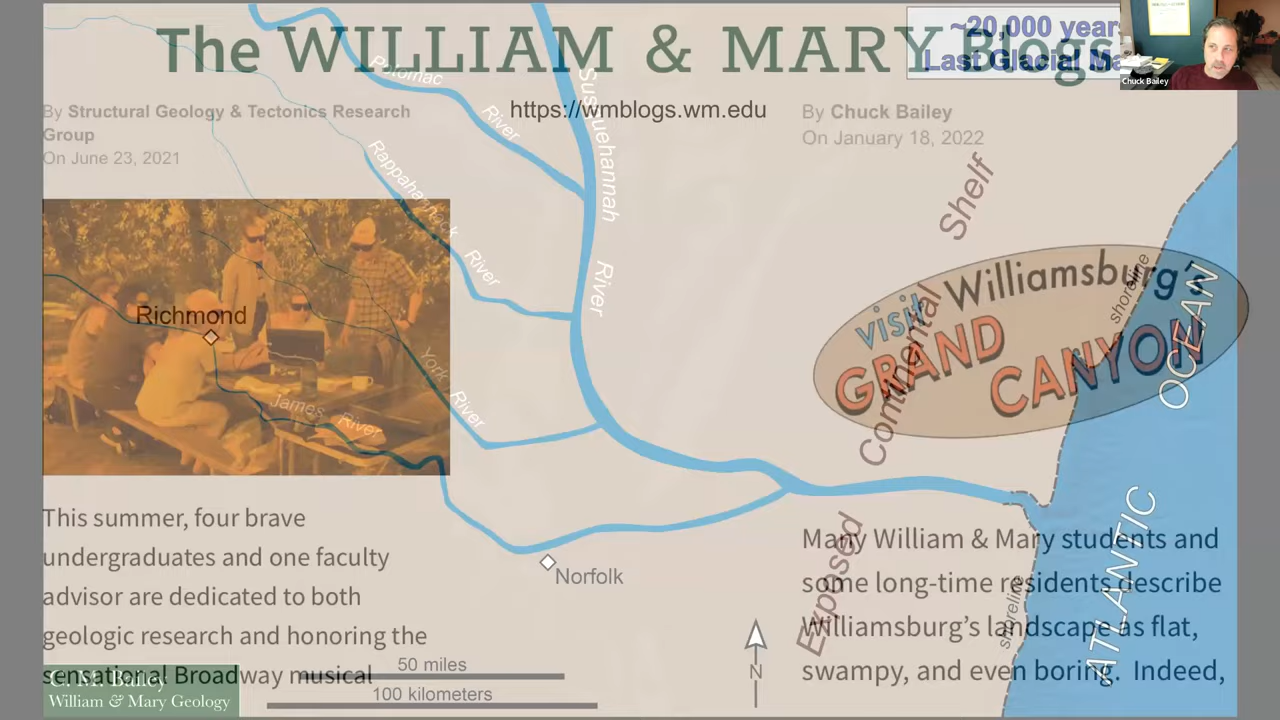 The WILLIAM & MARY Blogs
~20,000 years
Last Glacial Ma
Chuck Bailey
https://wmblogs.wm.edu
By Structural Geology & Tectonics Research
Group
On June 23, 2021
By Chuck Bailey
On January 18, 2022
Potomac
River
Susquehannah
River
Rappahannock
River
York
River
James River
Richmond
Norfolk
visit Williamsburg's
GRAND
CANYON
Exposed Continental Shelf
shoreline
shoreline
ATLANTIC OCEAN
This summer, four brave
undergraduates and one faculty
advisor are dedicated to both
geologic research and honoring the
sensational Broadway musical
Many William & Mary students and
some long-time residents describe
Williamsburg’s landscape as flat,
swampy, and even boring. Indeed,
50 miles
100 kilometers
N
C. M. Bailey
William & Mary Geology